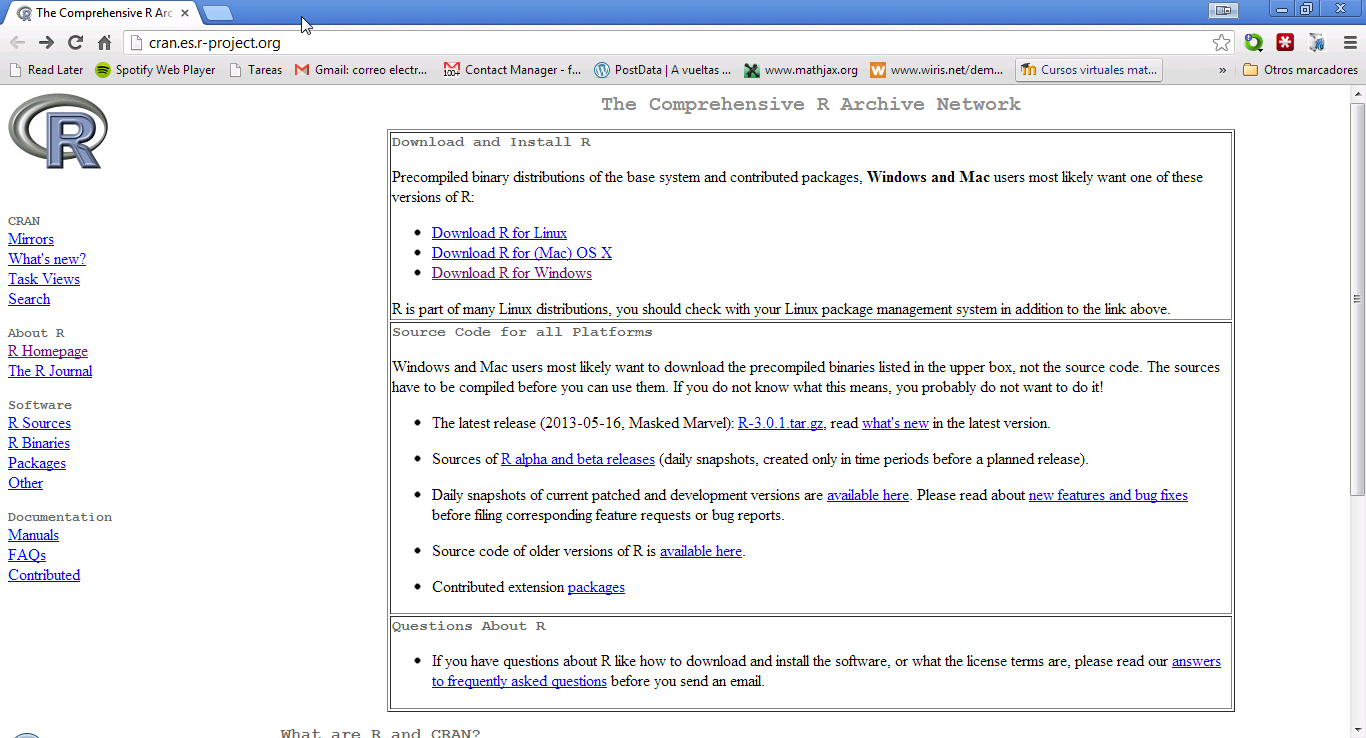 The Comprehensive R Arc
cran.es.r-project.org
Read Later
Spotify Web Player
Tareas
Gmail: correo electr...
100+
Contact Manager - f...
PostData | A vueltas ...
www.mathjax.org
www.wiris.net/dem...
Cursos virtuales mat...
»
Otros marcadores
R
CRAN
Mirrors
What's new?
Task Views
Search
About R
R Homepage
The R Journal
Software
R Sources
R Binaries
Packages
Other
Documentation
Manuals
FAQs
Contributed
The Comprehensive R Archive Network
Download and Install R
Precompiled binary distributions of the base system and contributed packages, Windows and Mac users most likely want one of these
versions of R:
• Download R for Linux
• Download R for (Mac) OS X
• Download R for Windows
R is part of many Linux distributions, you should check with your Linux package management system in addition to the link above.
Source Code for all Platforms
Windows and Mac users most likely want to download the precompiled binaries listed in the upper box, not the source code. The sources
have to be compiled before you can use them. If you do not know what this means, you probably do not want to do it!
• The latest release (2013-05-16, Masked Marvel): R-3.0.1.tar.gz, read what's new in the latest version.
• Sources of R alpha and beta releases (daily snapshots, created only in time periods before a planned release).
• Daily snapshots of current patched and development versions are available here. Please read about new features and bug fixes
before filing corresponding feature requests or bug reports.
• Source code of older versions of R is available here.
• Contributed extension packages
Questions About R
• If you have questions about R like how to download and install the software, or what the license terms are, please read our answers
to frequently asked questions before you send an email.
What are R and CRAN?